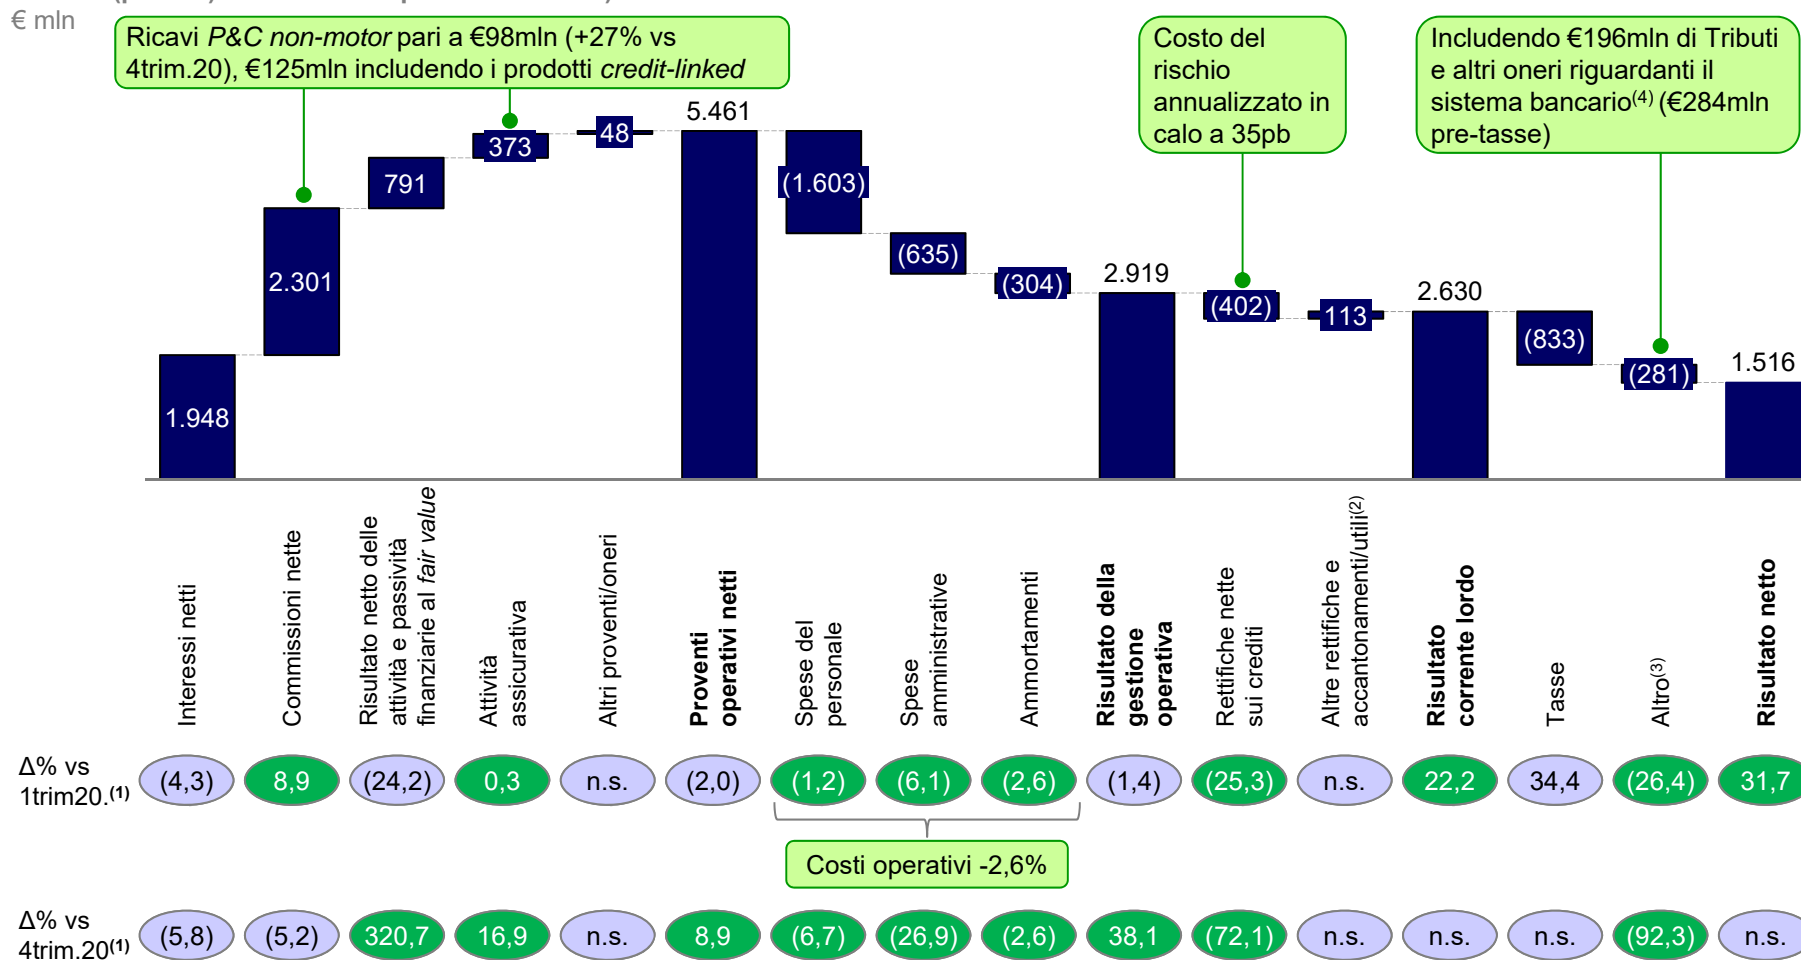 € mln
Ricavi P&C non-motor pari a €98mln (+27% vs
4trim.20), €125mln includendo i prodotti credit-linked
Costo del
rischio
annualizzato in
calo a 35pb
Includendo €196mln di Tributi
e altri oneri riguardanti il
sistema bancario(4) (€284mln
pre-tasse)
1.948
2.301
791
373
48
5.461
(1.603)
(635)
(304)
2.919
(402)
113
2.630
(833)
(281)
1.516
Interessi netti
Commissioni nette
Risultato netto delle
attività e passività
finanziarie al fair value
Attività
assicurativa
Altri proventi/oneri
Proventi
operativi netti
Spese del
personale
Spese
amministrative
Ammortamenti
Risultato della
gestione
operativa
Rettifiche nette
sui crediti
Altre rettifiche e
accantonamenti/utili(2)
Risultato
corrente lordo
Tasse
Altro(3)
Risultato netto
Δ% vs
1trim20.(1)
(4,3)
8,9
(24,2)
0,3
n.s.
(2,0)
(1,2)
(6,1)
(2,6)
(1,4)
(25,3)
n.s.
22,2
34,4
(26,4)
31,7
Costi operativi -2,6%
Δ% vs
4trim.20(1)
(5,8)
(5,2)
320,7
16,9
n.s.
8,9
(6,7)
(26,9)
(2,6)
38,1
(72,1)
n.s.
n.s.
n.s.
(92,3)
n.s.